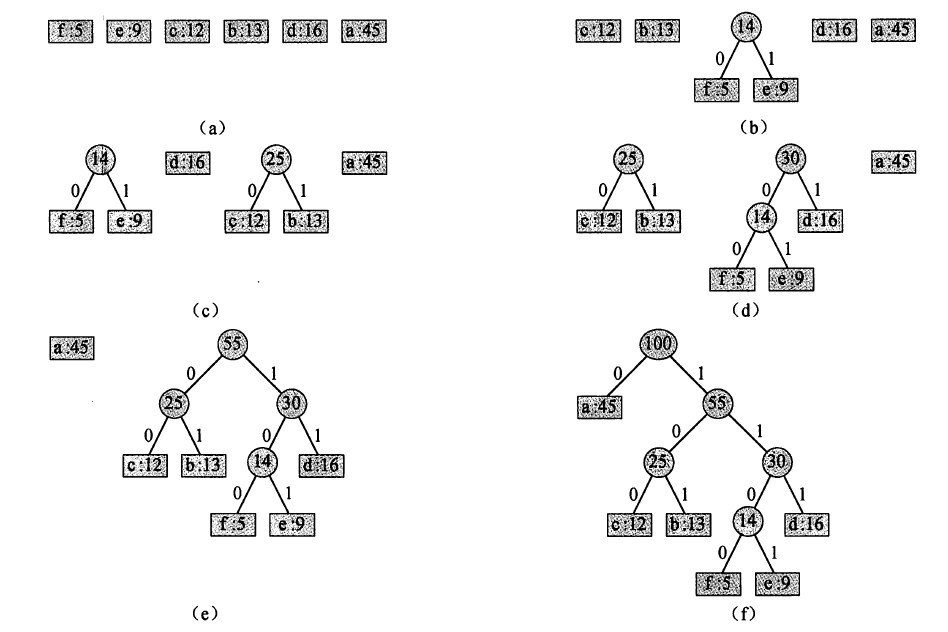 f:5 e:9 c:12 b:13 d:16 a:45
(a)
c:12 b:13 14 d:16 a:45
0 1
f:5 e:9
(b)
14 d:16 25 a:45
0 1 0 1
f:5 e:9 c:12 b:13
(c)
25 30 a:45
0 1 0 1
c:12 b:13 14 d:16
0 1
f:5 e:9
(d)
a:45 55
0 1
25 30
0 1 0 1
c:12 b:13 14 d:16
0 1
f:5 e:9
(e)
100
0 1
a:45 55
0 1
25 30
0 1 0 1
c:12 b:13 14 d:16
0 1
f:5 e:9
(f)